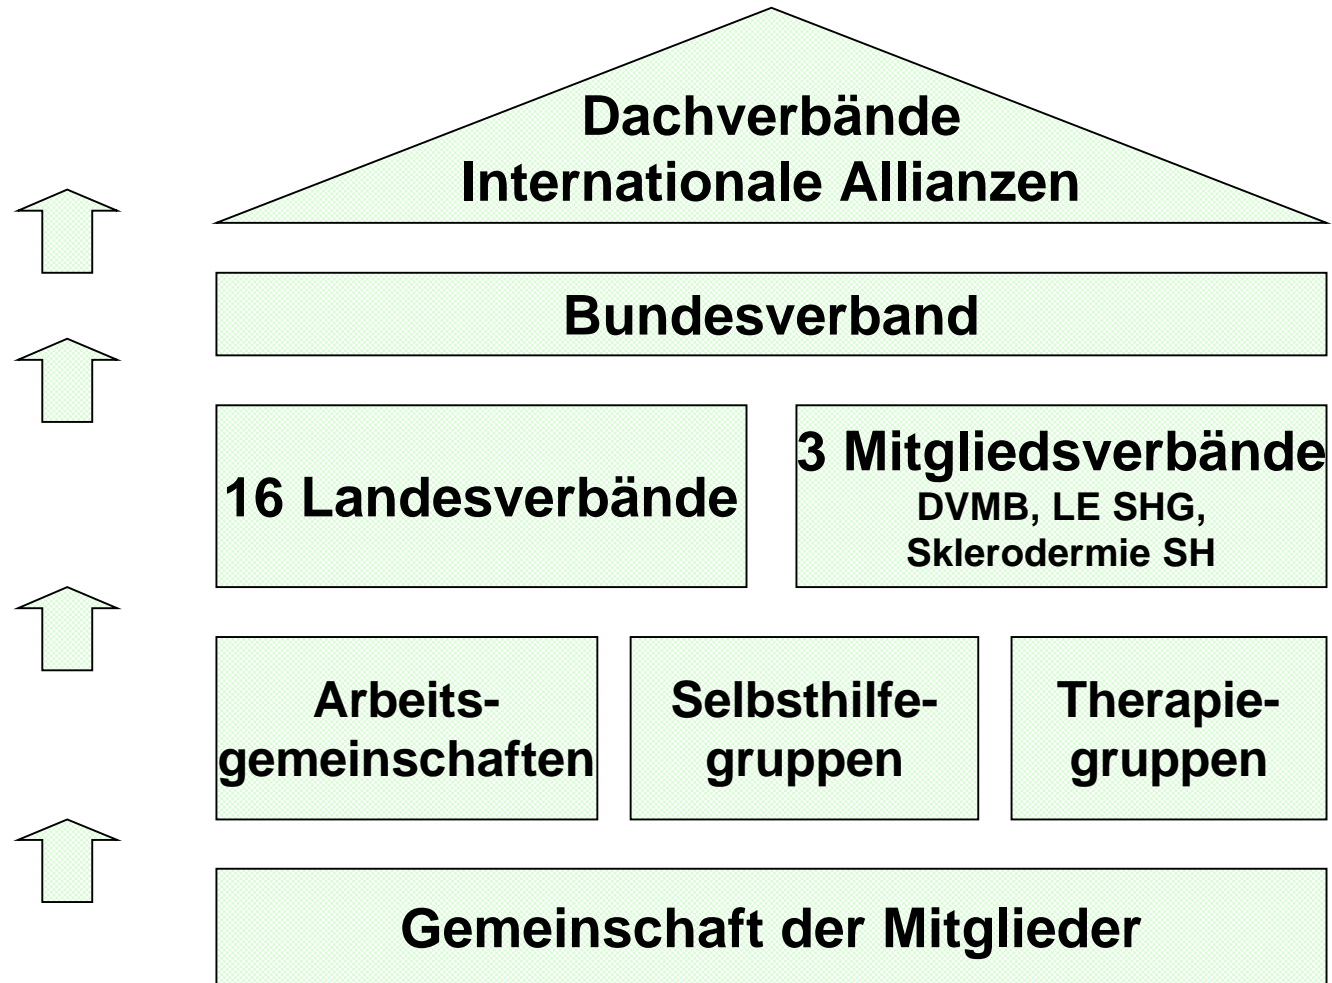 Dachverbände
Internationale Allianzen
Bundesverband
16 Landesverbände
3 Mitgliedsverbände
DVMB, LE SHG,
Sklerodermie SH
Arbeits-
gemeinschaften
Selbsthilfe-
gruppen
Therapie-
gruppen
Gemeinschaft der Mitglieder